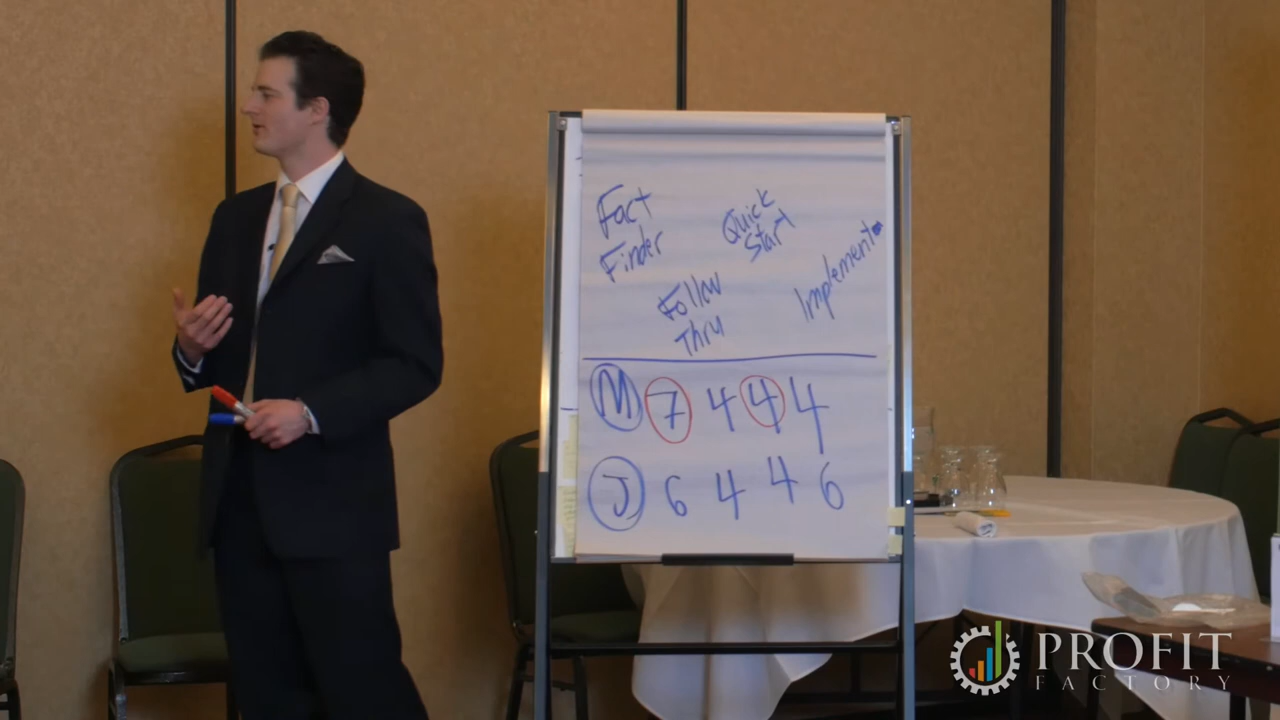 Fact
Finder
Quick
Start
Follow
Thru
Implement
M 7 4 4 4
J 6 4 4 6
PROFIT
FACTORY